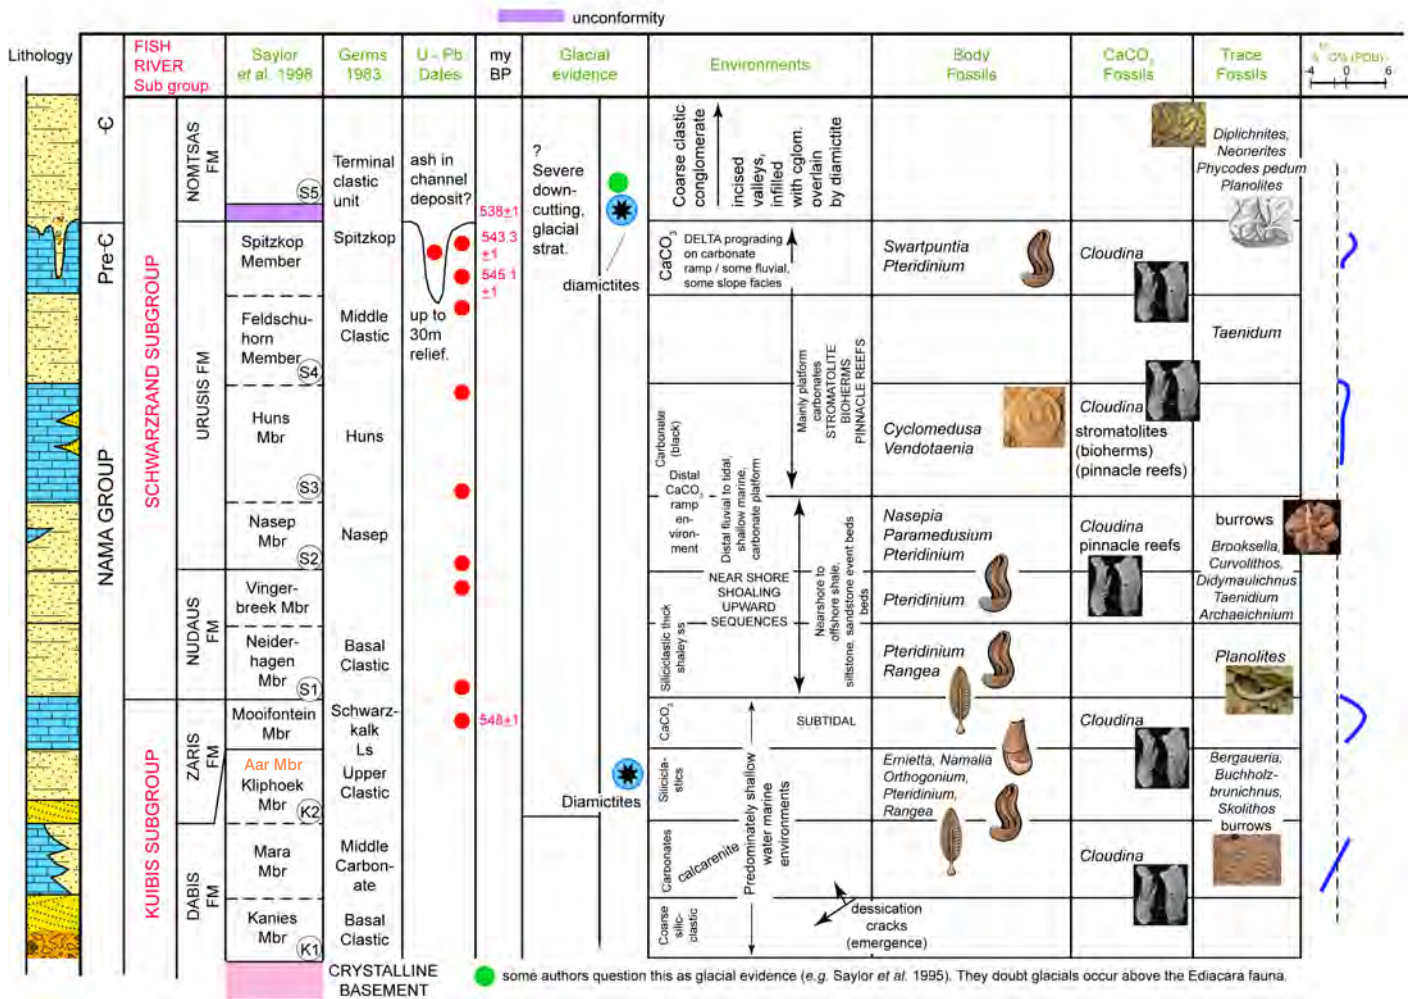 unconformity
Lithology
FISH
RIVER
Sub group
Saylor
et al. 1998
Germs
1983
U - Pb
Dales
my
BP
Glacial
evidence
Environments
Body
Fossils
CaCO3
Fossils
Trace
Fossils
C% (PDB)
-4 0 6
-Є
Pre-Є
NAMA GROUP
SCHWARZRAND SUBGROUP
KUIBIS SUBGROUP
NOMTSAS
FM
URUSIS FM
NUDAUS
FM
ZARIS
FM
DABIS
FM
S5
Spitzkop
Member
Feldschu-
horn
Member
S4
Huns
Mbr
S3
Nasep
Mbr
S2
Vinger-
breek Mbr
Neider-
hagen
Mbr
S1
Mooifontein
Mbr
Aar Mbr
Kliphoek
Mbr
K2
Mara
Mbr
Kanies
Mbr
K1
Terminal
clastic
unit
Spitzkop
Middle
Clastic
Huns
Nasep
Basal
Clastic
Schwarz-
kalk
Ls
Upper
Clastic
Middle
Carbon-
ate
Basal
Clastic
CRYSTALLINE
BASEMENT
ash in
channel
deposit?
up to
30m
relief.
538±1
543.3
±1
545.1
±1
548±1
?
Severe
down-
cutting,
glacial
strat.
diamictites
Diamictites
Coarse clastic
conglomerate
incised
valleys,
infilled
with cglom.
overlain
by diamictite
CaCO3
DELTA prograding
on carbonate
ramp / some fluvial,
some slope facies
Mainly platform
carbonates
STROMATOLITE
BIOHERMS
PINNACLE REEFS
Carbonate
(black)
Distal
CaCO3
ramp
en-
viron-
ment
Distal fluvial to tidal,
shallow marine,
carbonate platform
NEAR SHORE
SHOALING
UPWARD
SEQUENCES
Nearshore to
offshore shale,
siltstone, sandstone event beds
beds
Siliciclastic thick
shaley ss
CaCO3
SUBTIDAL
Silicicla-
stics
Predominately shallow
water marine
environments
Carbonates
calcarenite
Coarse
silic-
clastic
dessication
cracks
(emergence)
Swartpuntia
Pteridinium
Cyclomedusa
Vendotaenia
Nasepia
Paramedusium
Pteridinium
Pteridinium
Pteridinium
Rangea
Emietta, Namalia
Orthogonium,
Pteridinium,
Rangea
Cloudina
Cloudina
stromatolites
(bioherms)
(pinnacle reefs)
Cloudina
pinnacle reefs
Cloudina
Cloudina
Diplichnites,
Neonerites
Phycodes pedum
Planolites
Taenidum
burrows
Brooksella,
Curvolithos,
Didymaulichnus
Taenidium
Archaeichnium
Planolites
Bergaueria,
Buchholz-
brunichnus,
Skolithos
burrows
some authors question this as glacial evidence (e.g. Saylor et al. 1995). They doubt glacials occur above the Ediacara fauna.